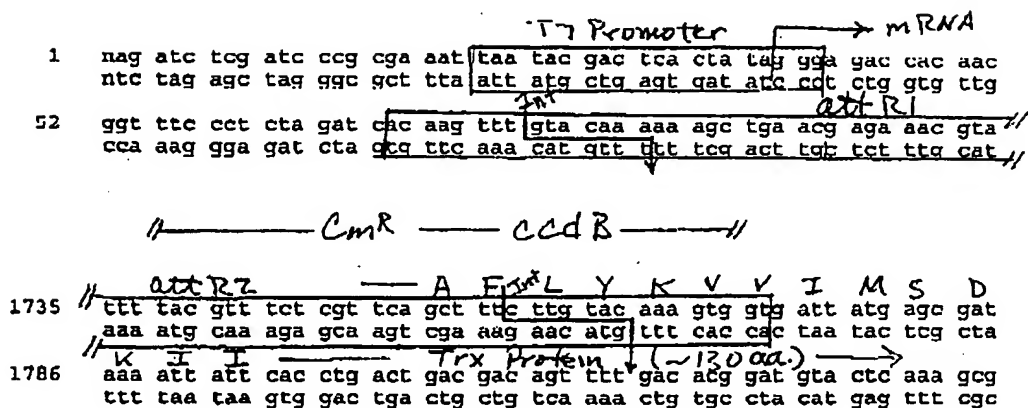 T7 Promoter mRNA
1 nag atc tcg atc ccg cga aat taa tac gac tca cta tag gga gac cac aac
ntc tag agc tag ggc gct tta att atg ctg agt gat atc cct ctg gtg ttg
Int attR1
52 ggt ttc cct cta gat cac aag ttt gta caa aaa agc tga acg aga aac gta
cca aag gga gat cta gtg ttc aaa cat gtt ttt tcg act tgc tct ttg cat
CmR ccdB
attR2 A F Int L Y K V V I M S D
1735 ttt tac gtt tct cgt tca gct ttc ttg tac aaa gtg gtg att atg agc gat
aaa atg caa aga gca agt cga aag aac atg ttt cac cac taa tac tcg cta
K I I Trx Protein (~130 aa.)
1786 aaa att att cac ctg act gac gac agt ttt gac acg gat gta ctc aaa gcg
ttt taa taa gtg gac tga ctg ctg tca aaa ctg tgc cta cat gag ttt cgc